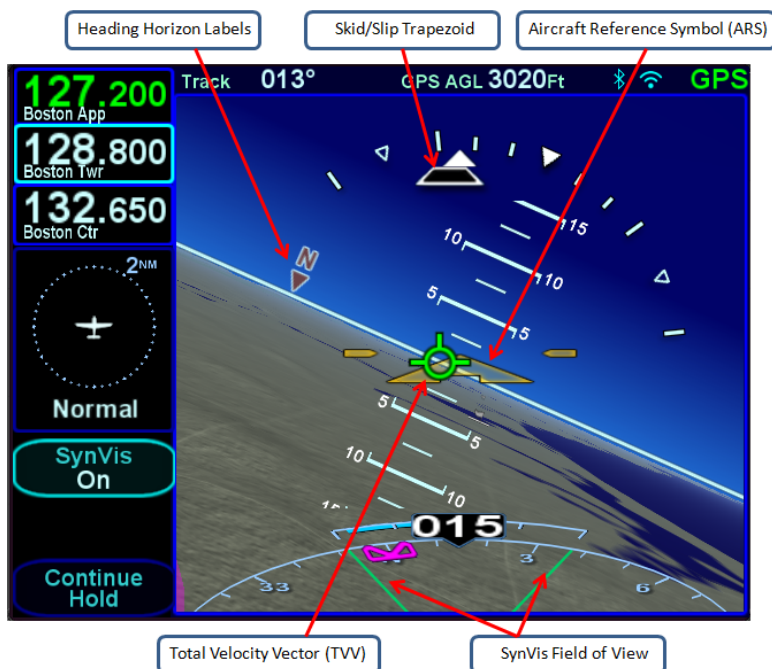 Heading Horizon Labels
Skid/Slip Trapezoid
Aircraft Reference Symbol (ARS)
127.200
Boston App
Track 013° GPS AGL 3020Ft GPS
128.800
Boston Twr
132.650
Boston Ctr
2NM
Normal
SynVis
On
Continue
Hold
N
15
10 10
5 5
5 5
10 10
015
33 3 6
Total Velocity Vector (TVV)
SynVis Field of View